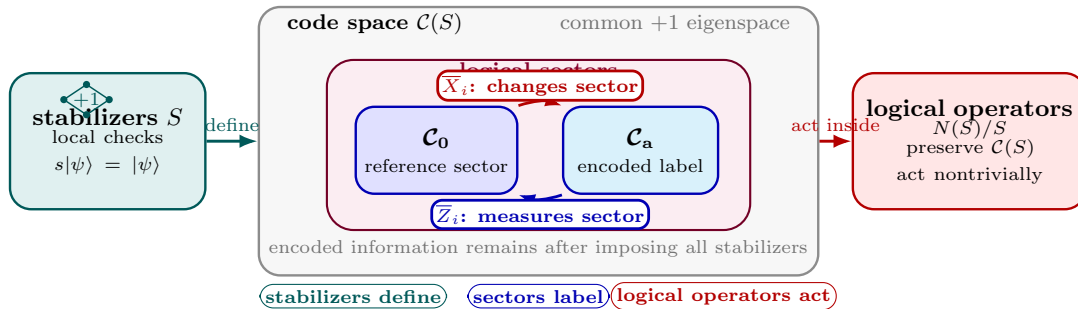 +1
stabilizers S
local checks
s|ψ⟩ = |ψ⟩
define
code space 𝒞(S)
common +1 eigenspace
logical sectors
X̅ᵢ: changes sector
𝒞₀
reference sector
𝒞ₐ
encoded label
Z̅ᵢ: measures sector
encoded information remains after imposing all stabilizers
act inside
logical operators
N(S)/S
preserve 𝒞(S)
act nontrivially
stabilizers define
sectors label
logical operators act